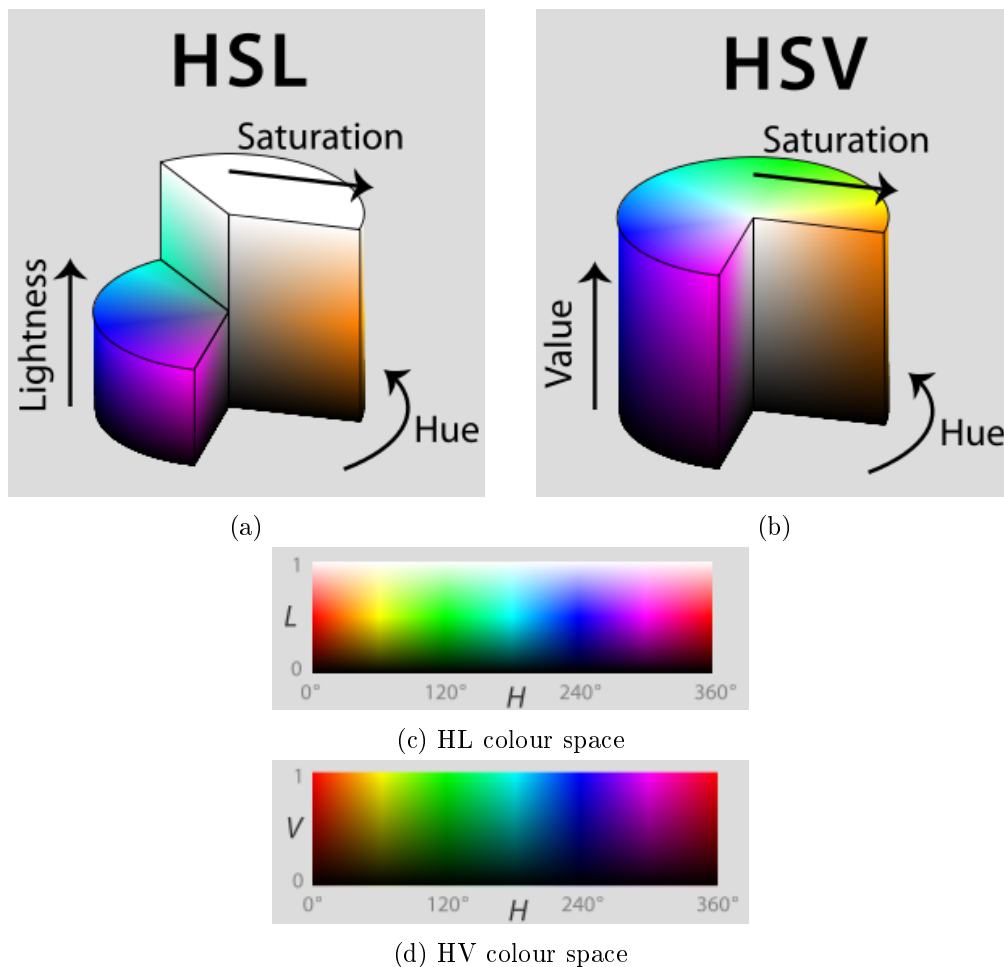 HSL
Saturation
Lightness
Hue
(a)
HSV
Saturation
Value
Hue
(b)
1
L
0
0° 120° H 240° 360°
(c) HL colour space
1
V
0
0° 120° H 240° 360°
(d) HV colour space